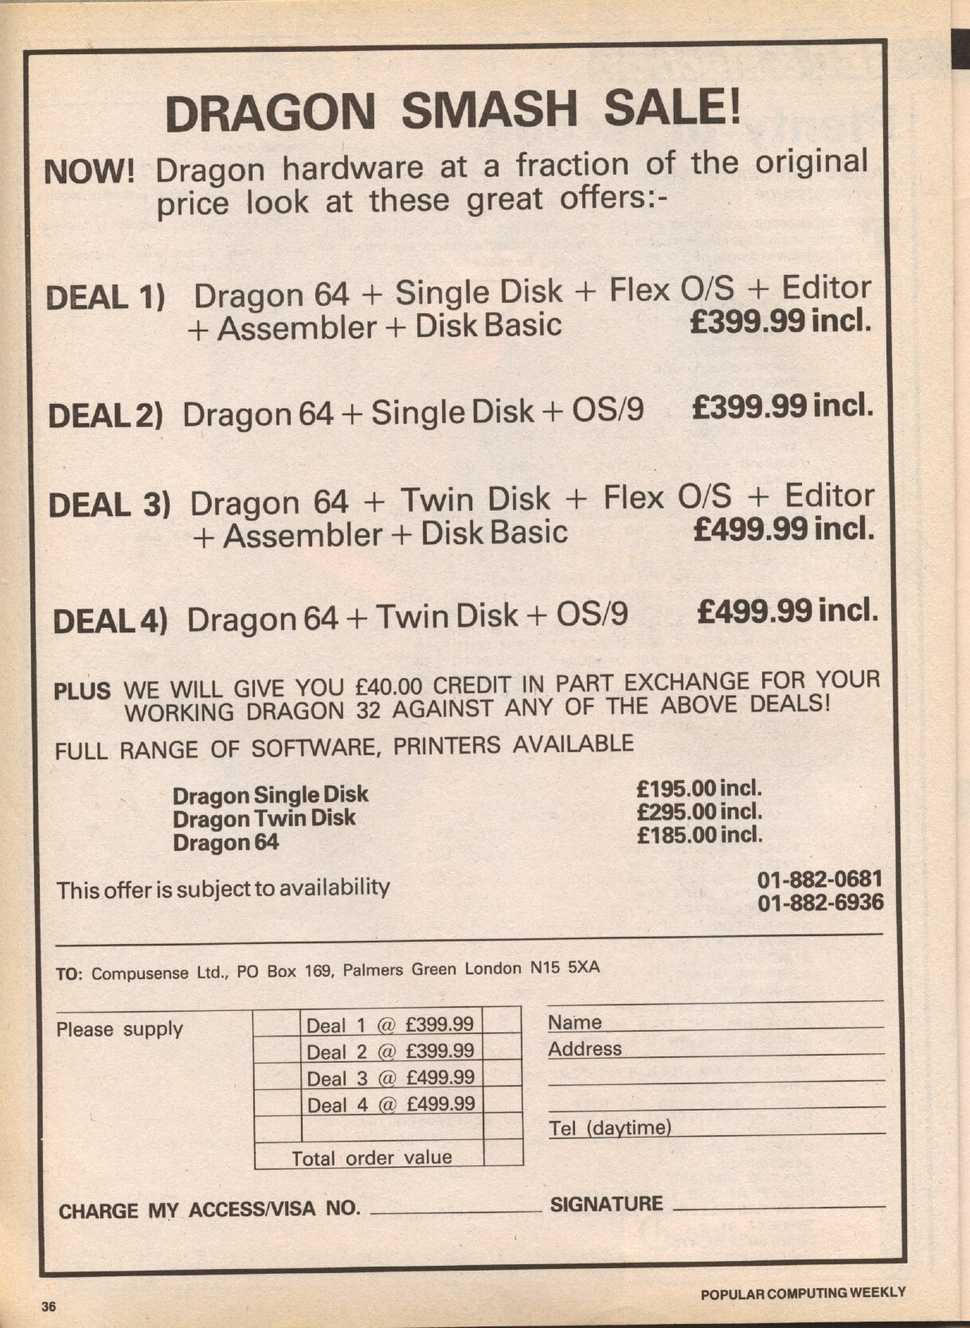 DRAGON SMASH SALE!
NOW! Dragon hardware at a fraction of the original
price look at these great offers:-
DEAL 1) Dragon 64 + Single Disk + Flex O/S + Editor
+ Assembler + Disk Basic £399.99 incl.
DEAL 2) Dragon 64 + Single Disk + OS/9 £399.99 incl.
DEAL 3) Dragon 64 + Twin Disk + Flex O/S + Editor
+ Assembler + Disk Basic £499.99 incl.
DEAL 4) Dragon 64 + Twin Disk + OS/9 £499.99 incl.
PLUS WE WILL GIVE YOU £40.00 CREDIT IN PART EXCHANGE FOR YOUR
WORKING DRAGON 32 AGAINST ANY OF THE ABOVE DEALS!
FULL RANGE OF SOFTWARE, PRINTERS AVAILABLE
Dragon Single Disk £195.00 incl.
Dragon Twin Disk £295.00 incl.
Dragon 64 £185.00 incl.
This offer is subject to availability
01-882-0681
01-882-6936
TO: Compusense Ltd., PO Box 169, Palmers Green London N15 5XA
Please supply
Deal 1 @ £399.99
Deal 2 @ £399.99
Deal 3 @ £499.99
Deal 4 @ £499.99
Total order value
Name
Address
Tel (daytime)
CHARGE MY ACCESS/VISA NO.
SIGNATURE
36
POPULAR COMPUTING WEEKLY